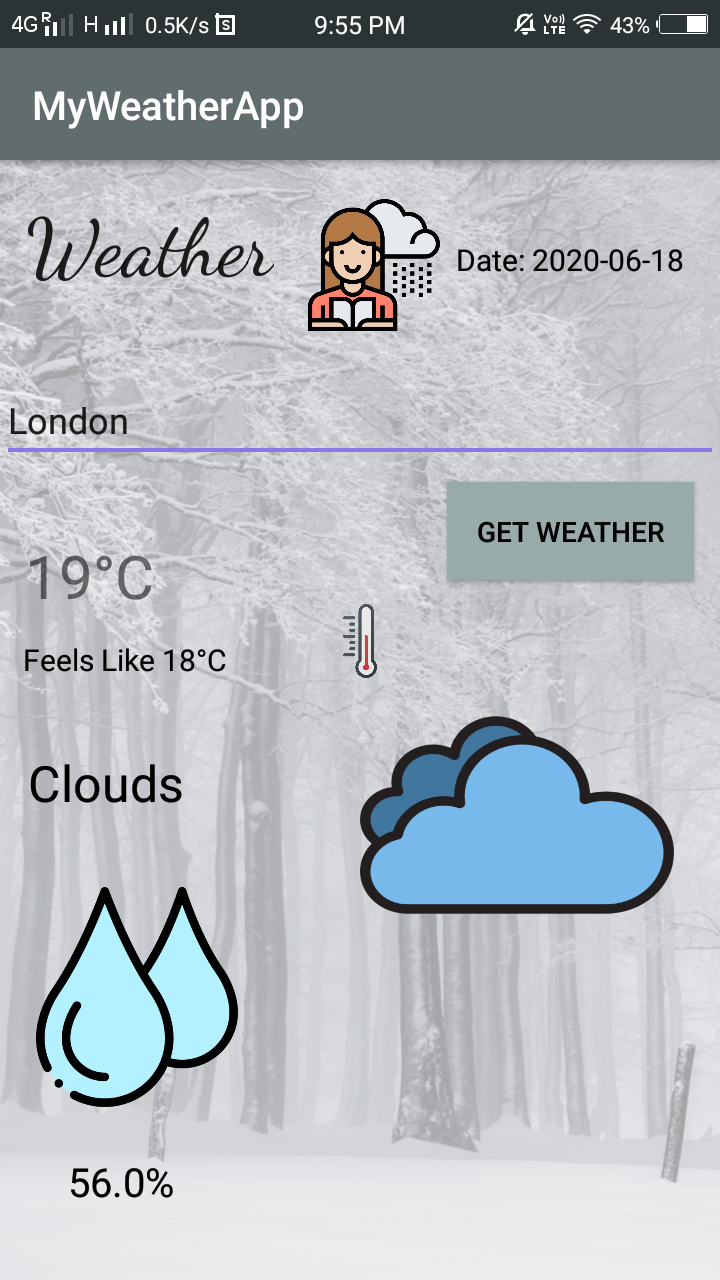 4G R H 0.5K/s S 9:55 PM Vo)) LTE 43%
MyWeatherApp
Weather
Date: 2020-06-18
London
GET WEATHER
19°C
Feels Like 18°C
Clouds
56.0%